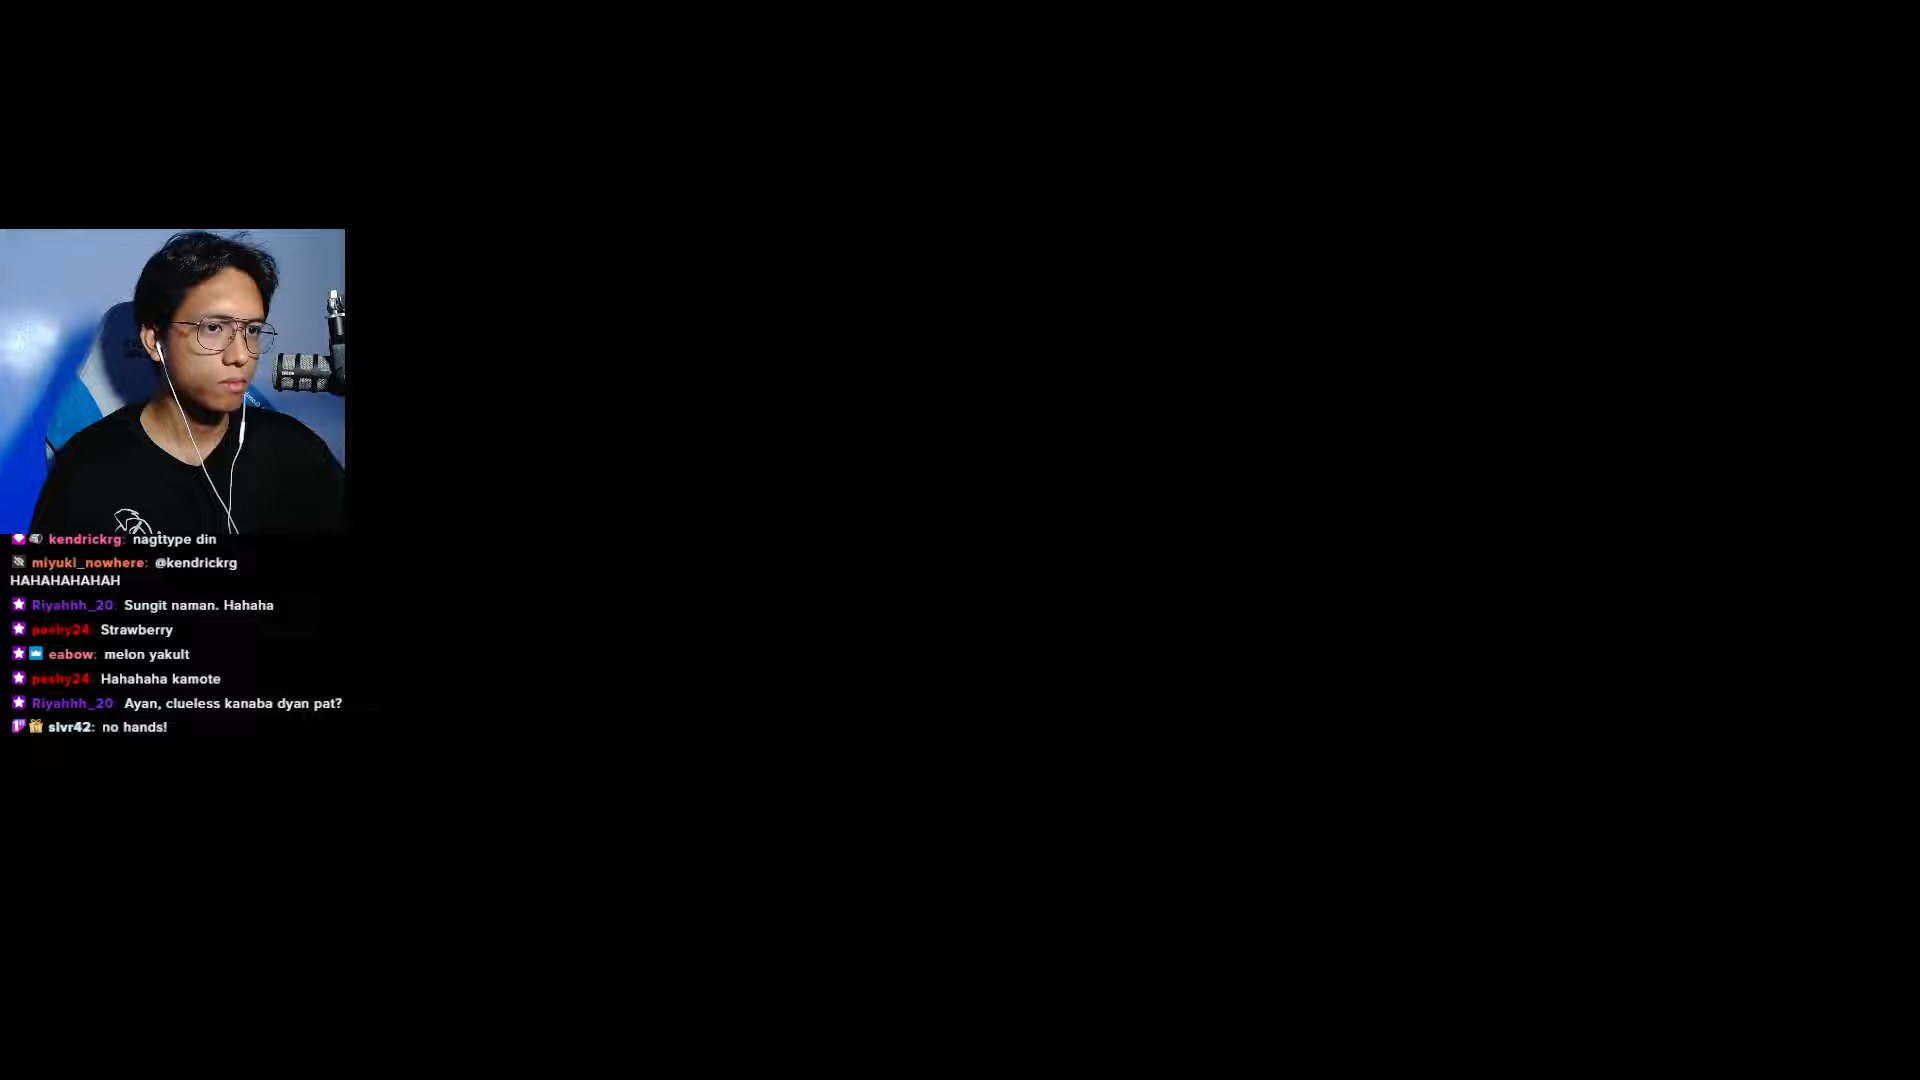 kendrickrg: nagttype din
miyuki_nowhere: @kendrickrg
HAHAHAHAHAH
Riyahhh_20: Sungit naman. Hahaha
peshy24: Strawberry
eabow: melon yakult
peshy24: Hahahaha kamote
Riyahhh_20: Ayan, clueless kanaba dyan pat?
slvr42: no hands!